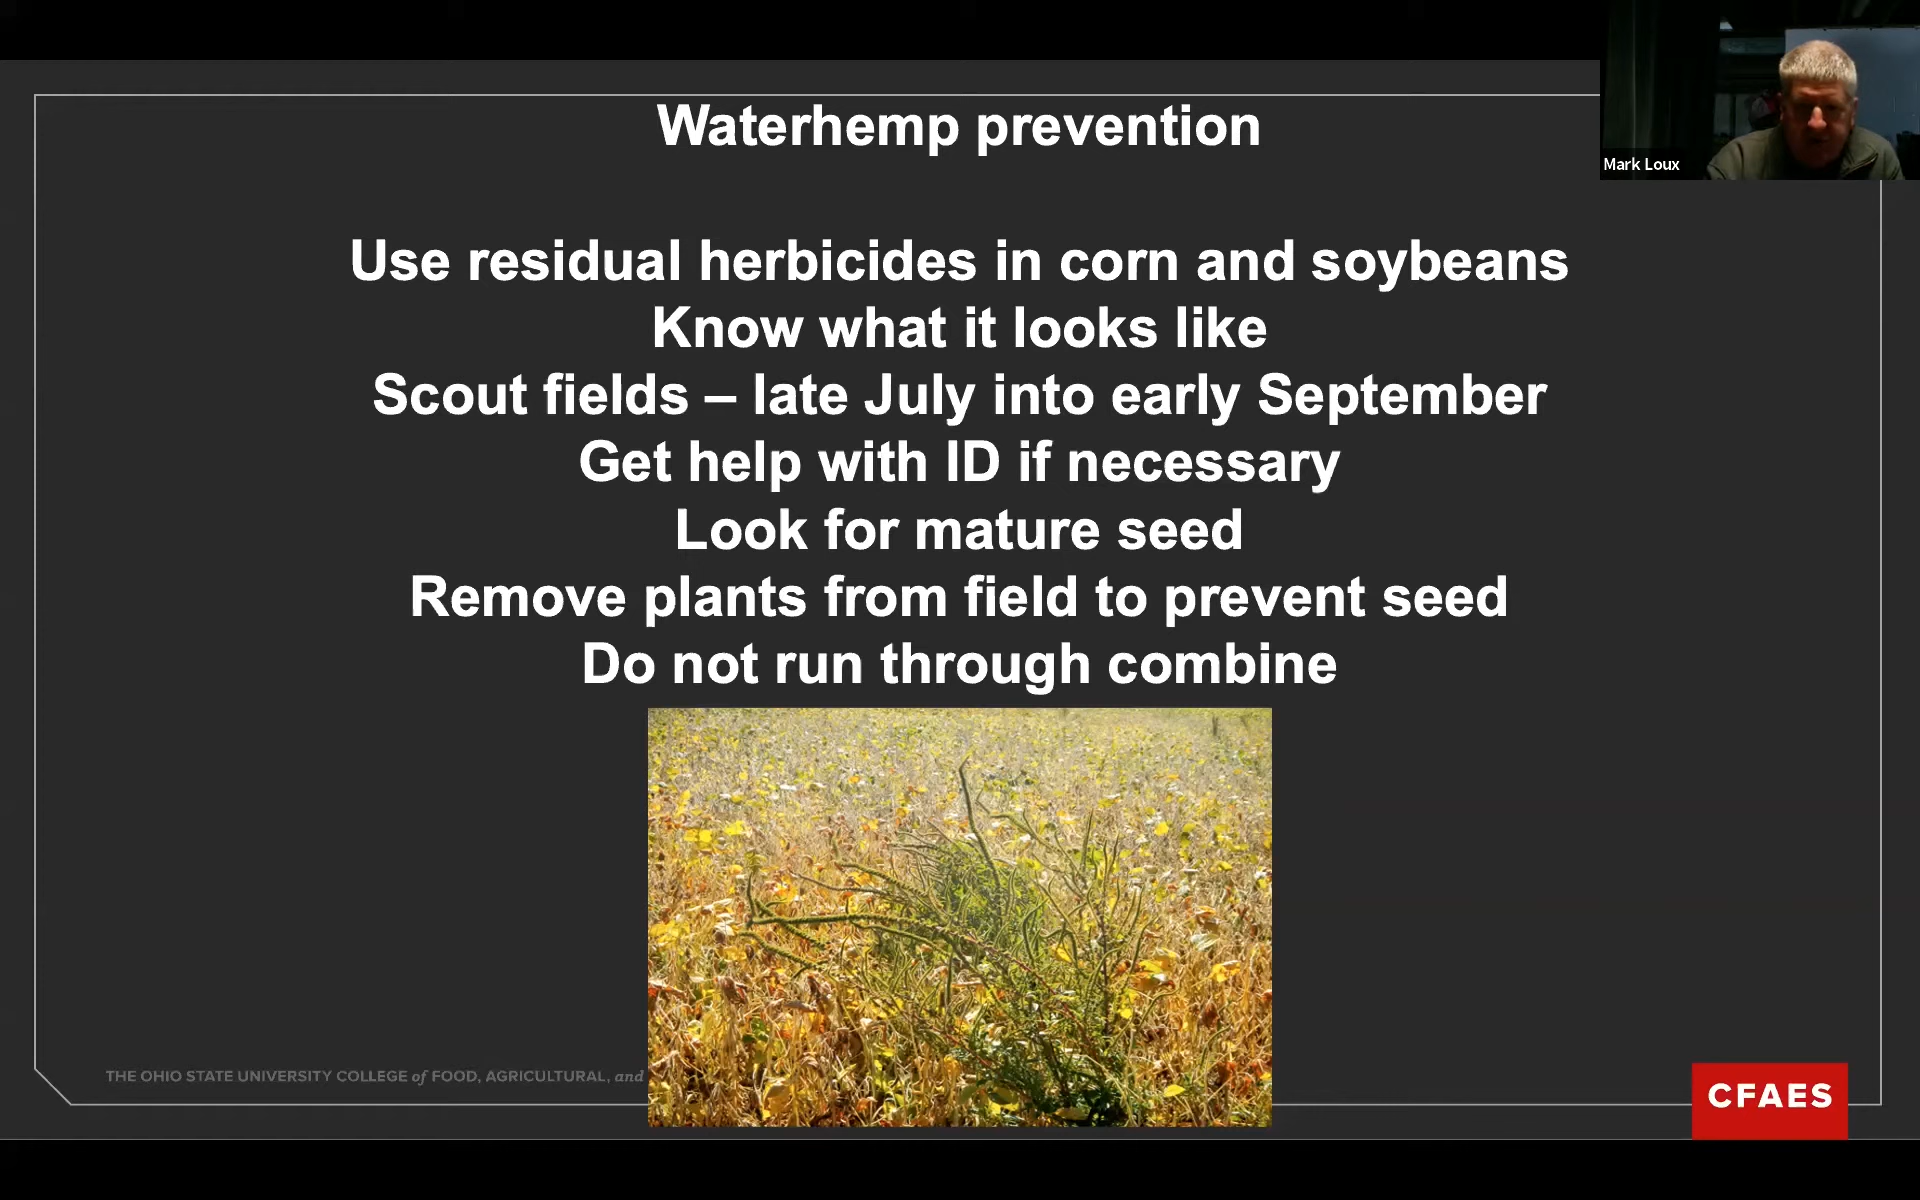 Waterhemp prevention
Mark Loux
Use residual herbicides in corn and soybeans
Know what it looks like
Scout fields – late July into early September
Get help with ID if necessary
Look for mature seed
Remove plants from field to prevent seed
Do not run through combine
THE OHIO STATE UNIVERSITY COLLEGE of FOOD, AGRICULTURAL, and
CFAES